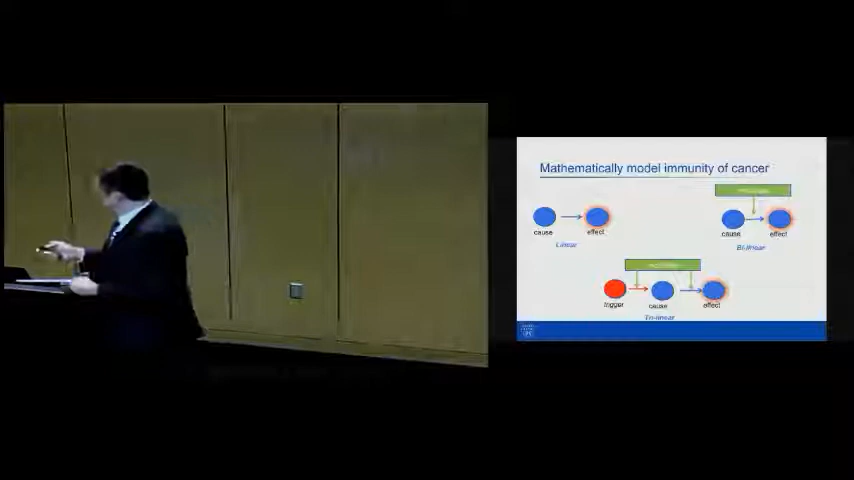 Mathematically model immunity of cancer
cause
effect
Linear
cause
effect
Bi-linear
trigger
cause
effect
Tri-linear